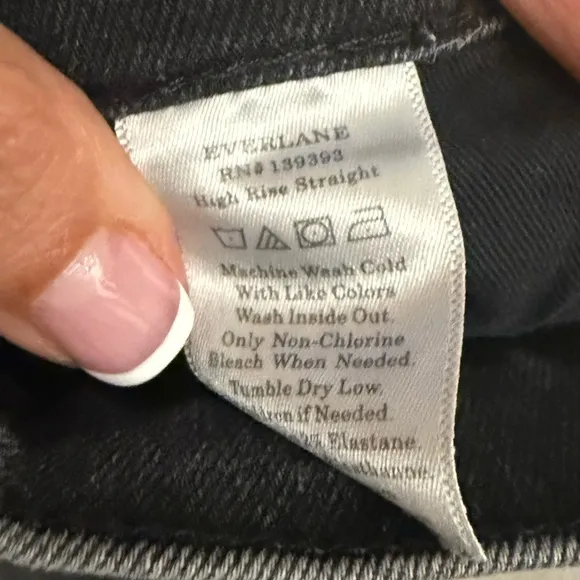 EVERLANE
RN# 139393
High Rise Straight
Machine Wash Cold
With Like Colors
Wash Inside Out.
Only Non-Chlorine
Bleach When Needed.
Tumble Dry Low.
Iron if Needed.
2% Elastane.